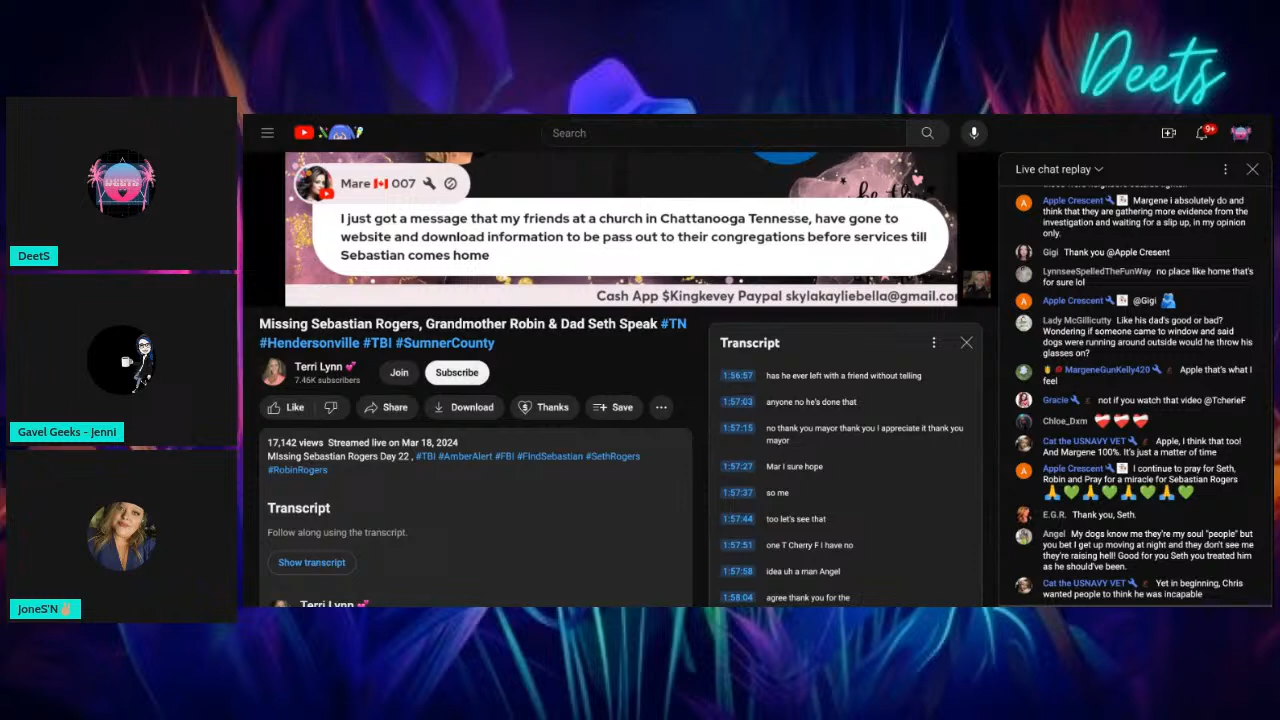 Deets
DEETS
DeetS
Gavel Geeks - Jenni
JoneS'N✌🏼
Search
9+
Mare 🇨🇦 007
I just got a message that my friends at a church in Chattanooga Tennesse, have gone to
website and download information to be pass out to their congregations before services till
Sebastian comes home
Cash App $Kingkevey Paypal skylakayliebella@gmail.co
Missing Sebastian Rogers, Grandmother Robin & Dad Seth Speak #TN
#Hendersonville #TBI #SumnerCounty
Terri Lynn 💕
7.46K subscribers
Join
Subscribe
Like
Share
Download
Thanks
Save
17,142 views Streamed live on Mar 18, 2024
Missing Sebastian Rogers Day 22 , #TBI #AmberAlert #FBI #FindSebastian #SethRogers
#RobinRogers
Transcript
Follow along using the transcript.
Show transcript
Terri Lynn 💕
Transcript
1:56:57 has he ever left with a friend without telling
1:57:03 anyone no he's done that
1:57:15 no thank you mayor thank you I appreciate it thank you
mayor
1:57:27 Mar I sure hope
1:57:37 so me
1:57:44 too let's see that
1:57:51 one T Cherry F I have no
1:57:58 idea uh a man Angel
1:58:04 agree thank you for the
Live chat replay
Apple Crescent Margene i absolutely do and
think that they are gathering more evidence from the
investigation and waiting for a slip up, in my opinion
only.
Gigi Thank you @Apple Cresent
LynnseeSpelledTheFunWay no place like home that's
for sure lol
Apple Crescent @Gigi 🫂
Lady McGillicutty Like his dad's good or bad?
Wondering if someone came to window and said
dogs were running around outside would he throw his
glasses on?
MargeneGunKelly420 Apple that's what I
feel
Gracie not if you watch that video @TcherieF
Chloe_Dxm ❤️‍🩹❤️‍🩹❤️‍🩹
Cat the USNAVY VET Apple, I think that too!
And Margene 100%. It's just a matter of time
Apple Crescent I continue to pray for Seth,
Robin and Pray for a miracle for Sebastian Rogers
🙏💚🙏💚🙏💚🙏💚
E.G.R. Thank you, Seth.
Angel My dogs know me they're my soul "people" but
you bet I get up moving at night and they don't see me
they're raising hell! Good for you Seth you treated him
as he should've been.
Cat the USNAVY VET Yet in beginning, Chris
wanted people to think he was incapable